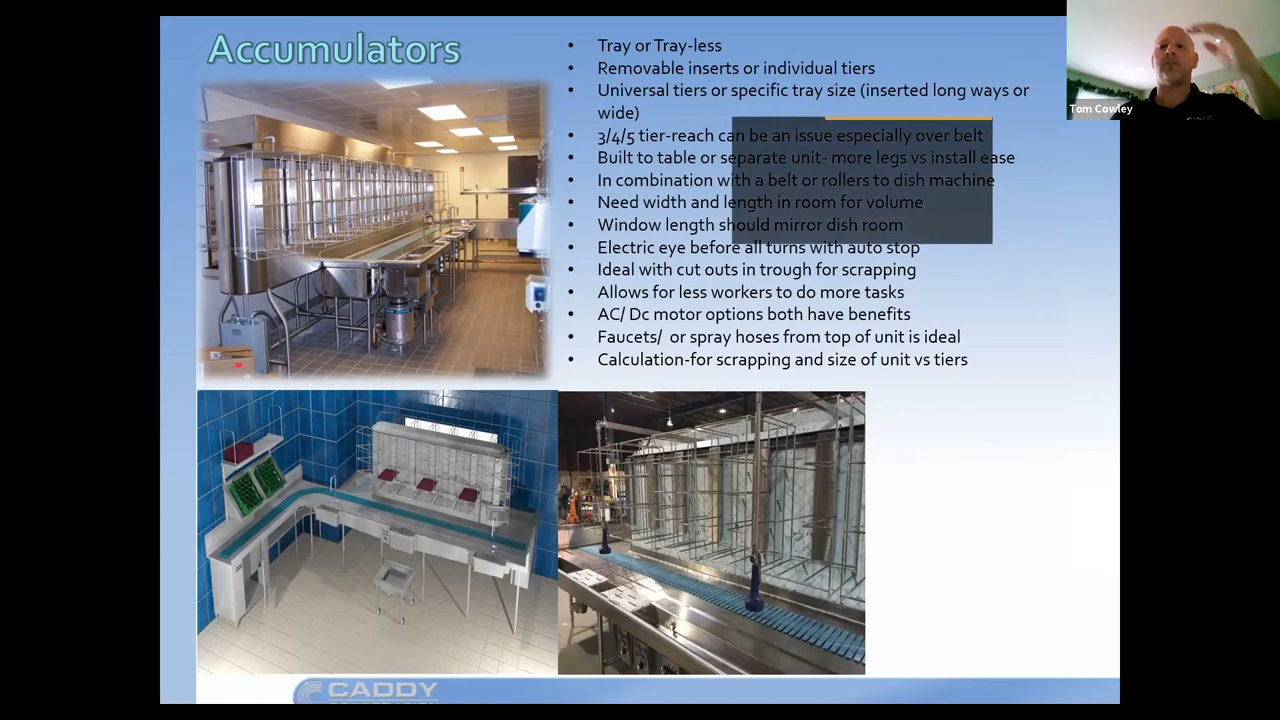 Accumulators
• Tray or Tray-less
• Removable inserts or individual tiers
• Universal tiers or specific tray size (inserted long ways or
wide)
• 3/4/5 tier-reach can be an issue especially over belt
• Built to table or separate unit- more legs vs install ease
• In combination with a belt or rollers to dish machine
• Need width and length in room for volume
• Window length should mirror dish room
• Electric eye before all turns with auto stop
• Ideal with cut outs in trough for scrapping
• Allows for less workers to do more tasks
• AC/ Dc motor options both have benefits
• Faucets/ or spray hoses from top of unit is ideal
• Calculation-for scrapping and size of unit vs tiers
Tom Cowley
CADDY